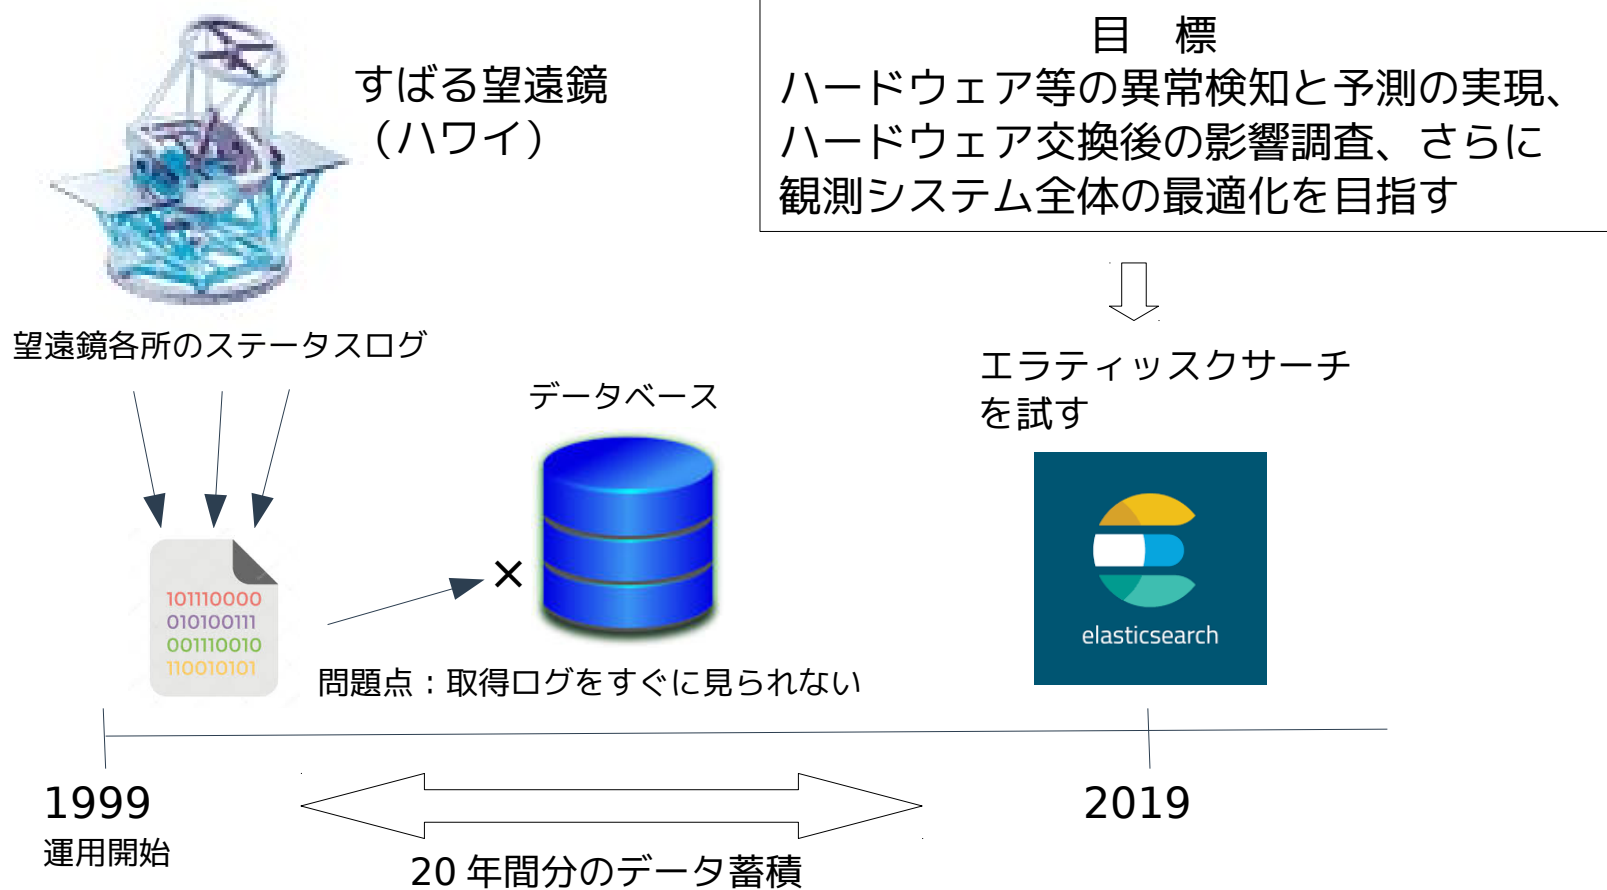 すばる望遠鏡
（ハワイ）
目　標
ハードウェア等の異常検知と予測の実現、
ハードウェア交換後の影響調査、さらに
観測システム全体の最適化を目指す
望遠鏡各所のステータスログ
データベース
エラティッスクサーチ
を試す
×
101110000
010100111
001110010
110010101
elasticsearch
問題点：取得ログをすぐに見られない
1999
運用開始
2019
20年間分のデータ蓄積